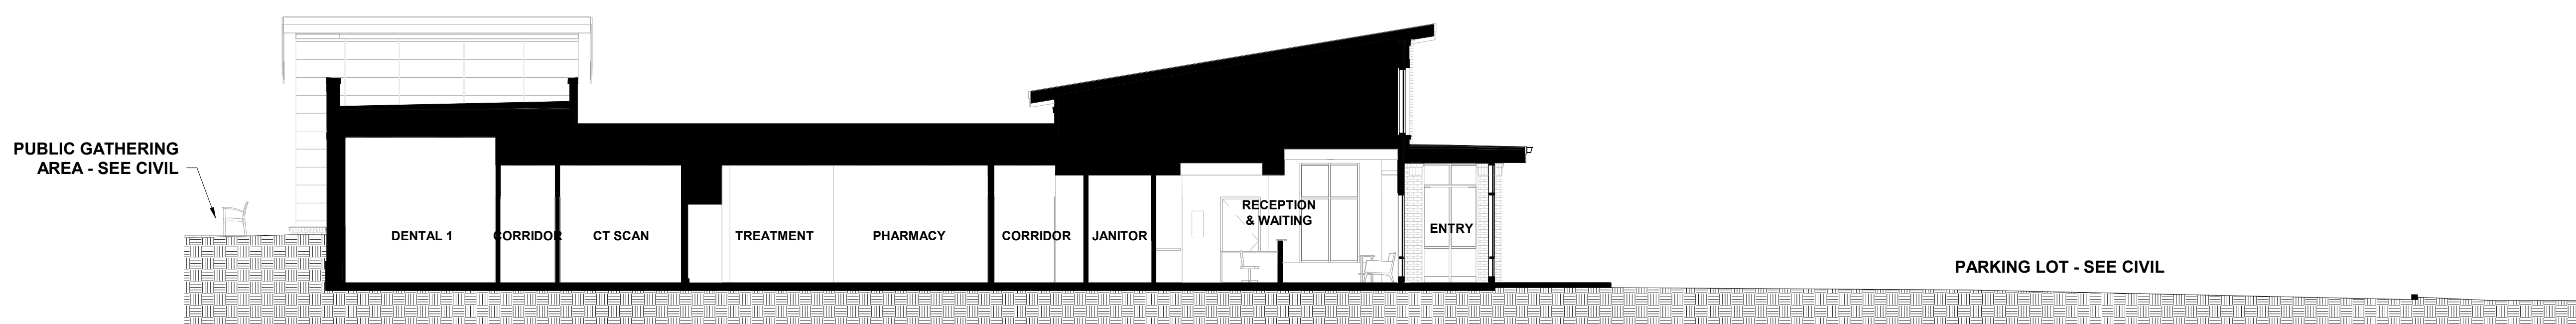 PUBLIC GATHERING
AREA - SEE CIVIL
DENTAL 1
CORRIDOR
CT SCAN
TREATMENT
PHARMACY
CORRIDOR
JANITOR
RECEPTION
& WAITING
ENTRY
PARKING LOT - SEE CIVIL